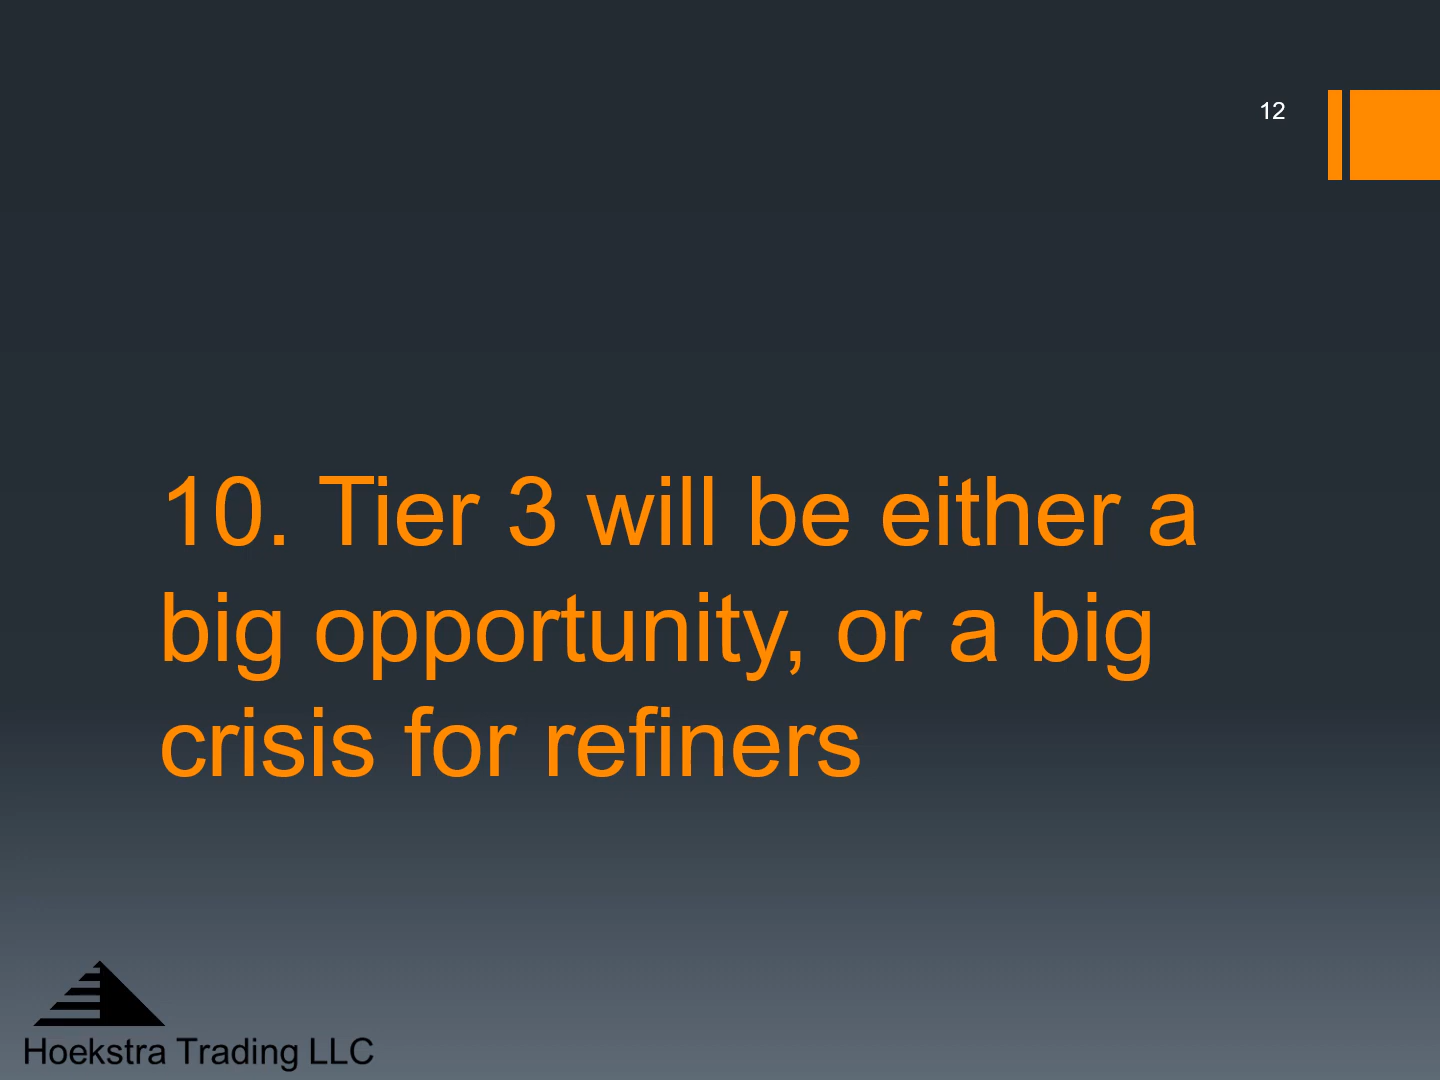 12
10. Tier 3 will be either a
big opportunity, or a big
crisis for refiners
Hoekstra Trading LLC